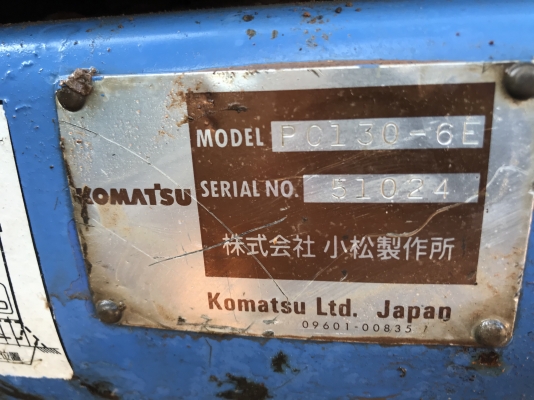 MODEL PC130-6E
KOMATSU
SERIAL NO. 51024
株式会社 小松製作所
Komatsu Ltd. Japan
09601-00835